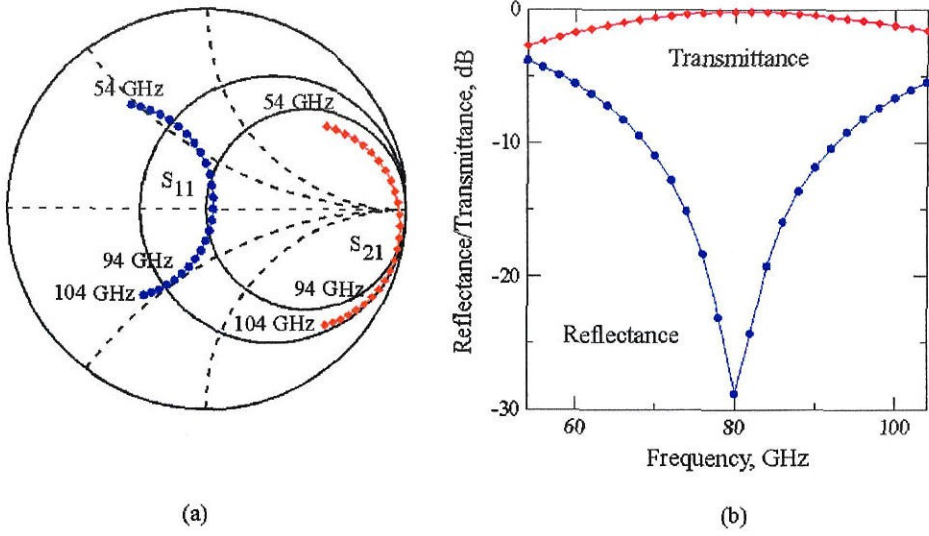 54 GHz
S11
94 GHz
104 GHz
54 GHz
S21
94 GHz
104 GHz
(a)
Reflectance/Transmittance, dB
0
-10
-20
-30
Transmittance
Reflectance
60
80
100
Frequency, GHz
(b)